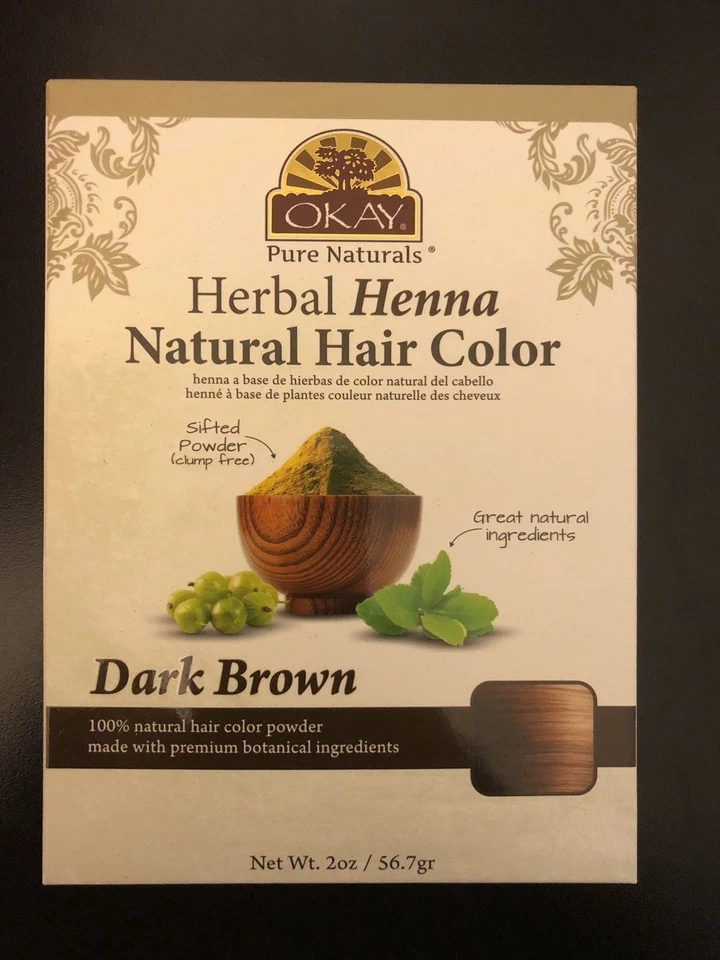 OKAY®
Pure Naturals®
Herbal Henna
Natural Hair Color
henna a base de hierbas de color natural del cabello
henné à base de plantes couleur naturelle des cheveux
Sifted
Powder
(clump free)
Great natural
ingredients
Dark Brown
100% natural hair color powder
made with premium botanical ingredients
Net Wt. 2oz / 56.7gr